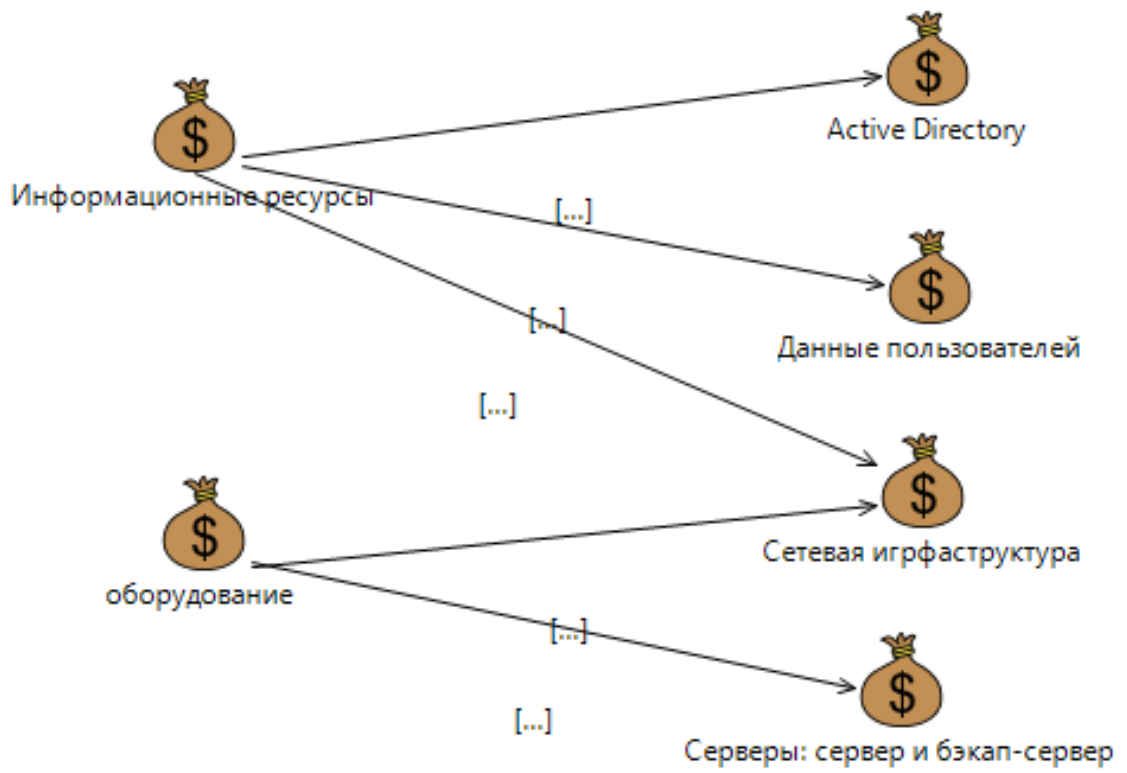 $
Active Directory
$
Информационные ресурсы
[...]
$
Данные пользователей
[...]
[...]
$
Сетевая игрфаструктура
$
оборудование
[...]
$
[...]
Серверы: сервер и бэкап-сервер